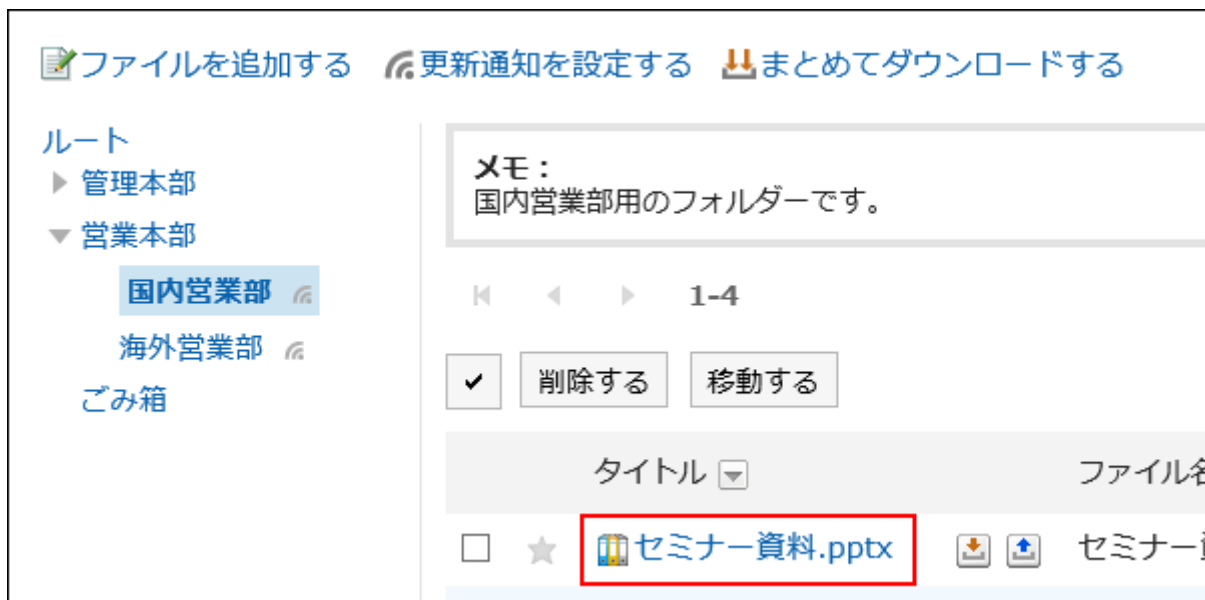 ファイルを追加する 更新通知を設定する まとめてダウンロードする
ルート
管理本部
営業本部
国内営業部
海外営業部
ごみ箱
メモ：
国内営業部用のフォルダーです。
1-4
削除する 移動する
タイトル ファイル名
セミナー資料.pptx セミナー